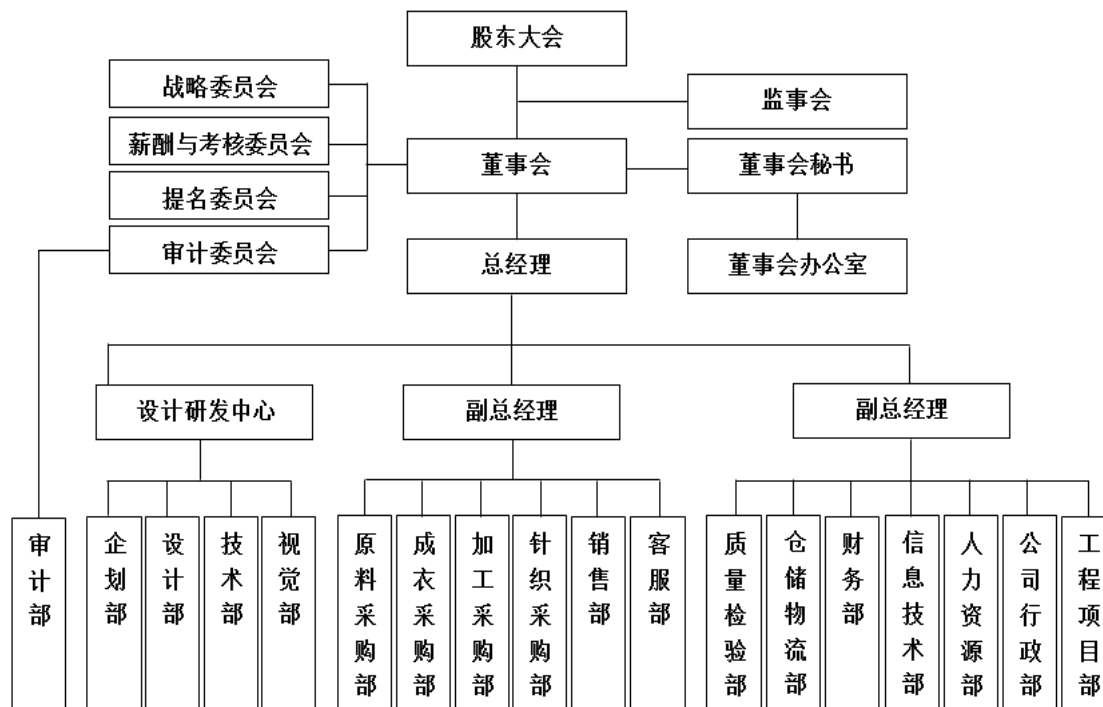 股东大会
战略委员会
监事会
薪酬与考核委员会
董事会
董事会秘书
提名委员会
审计委员会
总经理
董事会办公室
设计研发中心
副总经理
副总经理
审计部
企划部
设计部
技术部
视觉部
原料采购部
成衣采购部
加工采购部
针织采购部
销售部
客服部
质量检验部
仓储物流部
财务部
信息技术部
人力资源部
公司行政部
工程项目部